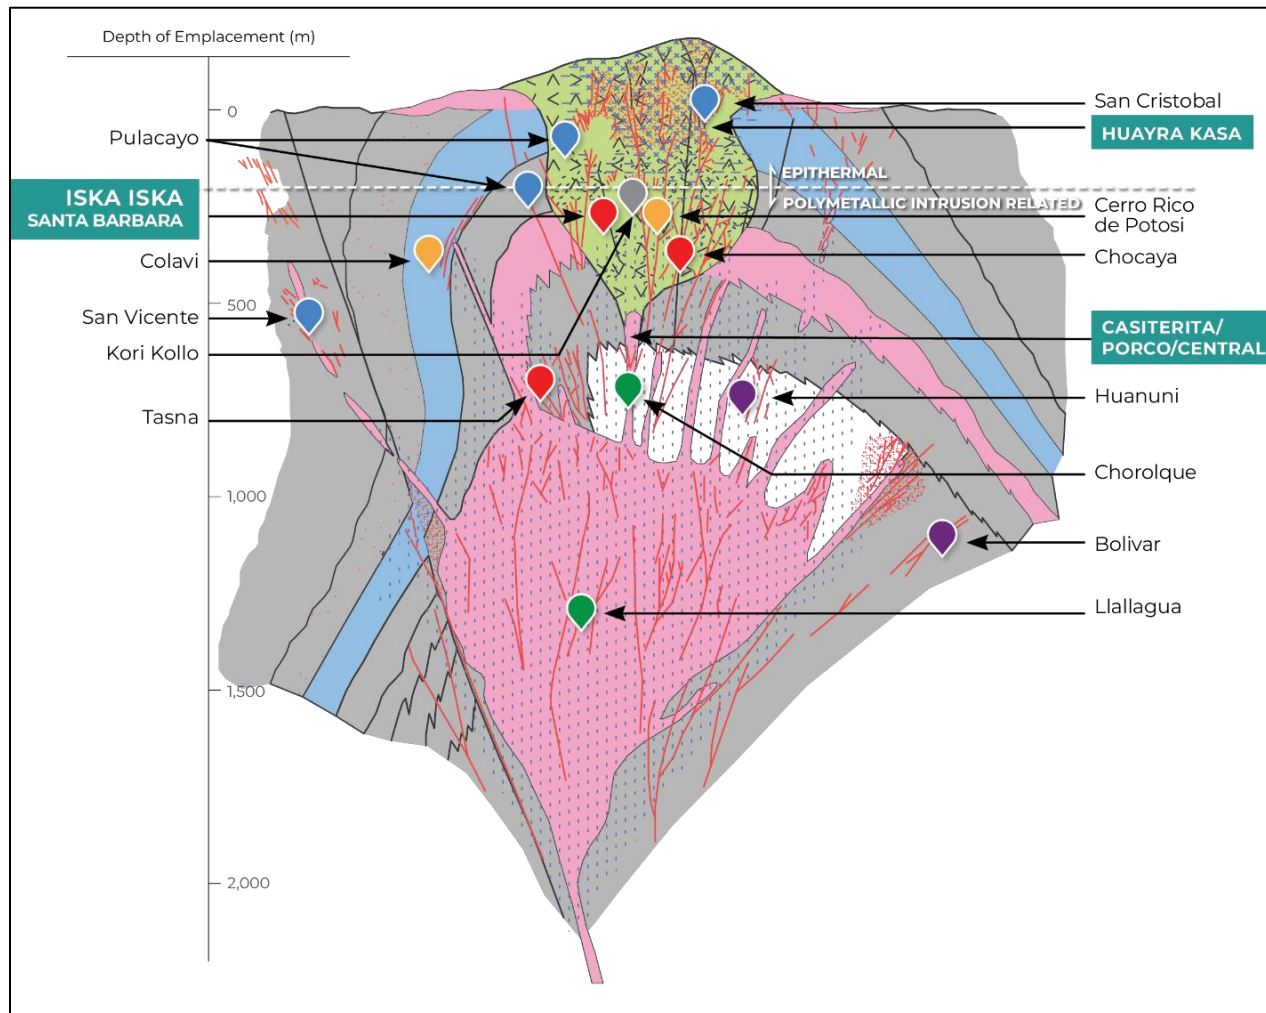 Depth of Emplacement (m)
0
500
1,000
1,500
2,000
Pulacayo
ISKA ISKA
SANTA BARBARA
Colavi
San Vicente
Kori Kollo
Tasna
EPITHERMAL
POLYMETALLIC INTRUSION RELATED
San Cristobal
HUAYRA KASA
Cerro Rico
de Potosi
Chocaya
CASITERITA/
PORCO/CENTRAL
Huanuni
Chorolque
Bolivar
Llallagua